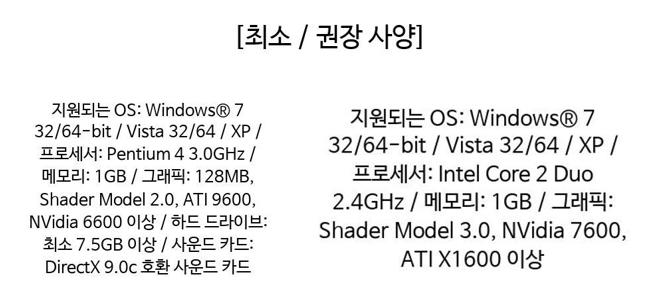 [최소 / 권장 사양]
지원되는 OS: Windows® 7
32/64-bit / Vista 32/64 / XP /
프로세서: Pentium 4 3.0GHz /
메모리: 1GB / 그래픽: 128MB,
Shader Model 2.0, ATI 9600,
NVidia 6600 이상 / 하드 드라이브:
최소 7.5GB 이상 / 사운드 카드:
DirectX 9.0c 호환 사운드 카드
지원되는 OS: Windows® 7
32/64-bit / Vista 32/64 / XP /
프로세서: Intel Core 2 Duo
2.4GHz / 메모리: 1GB / 그래픽:
Shader Model 3.0, NVidia 7600,
ATI X1600 이상